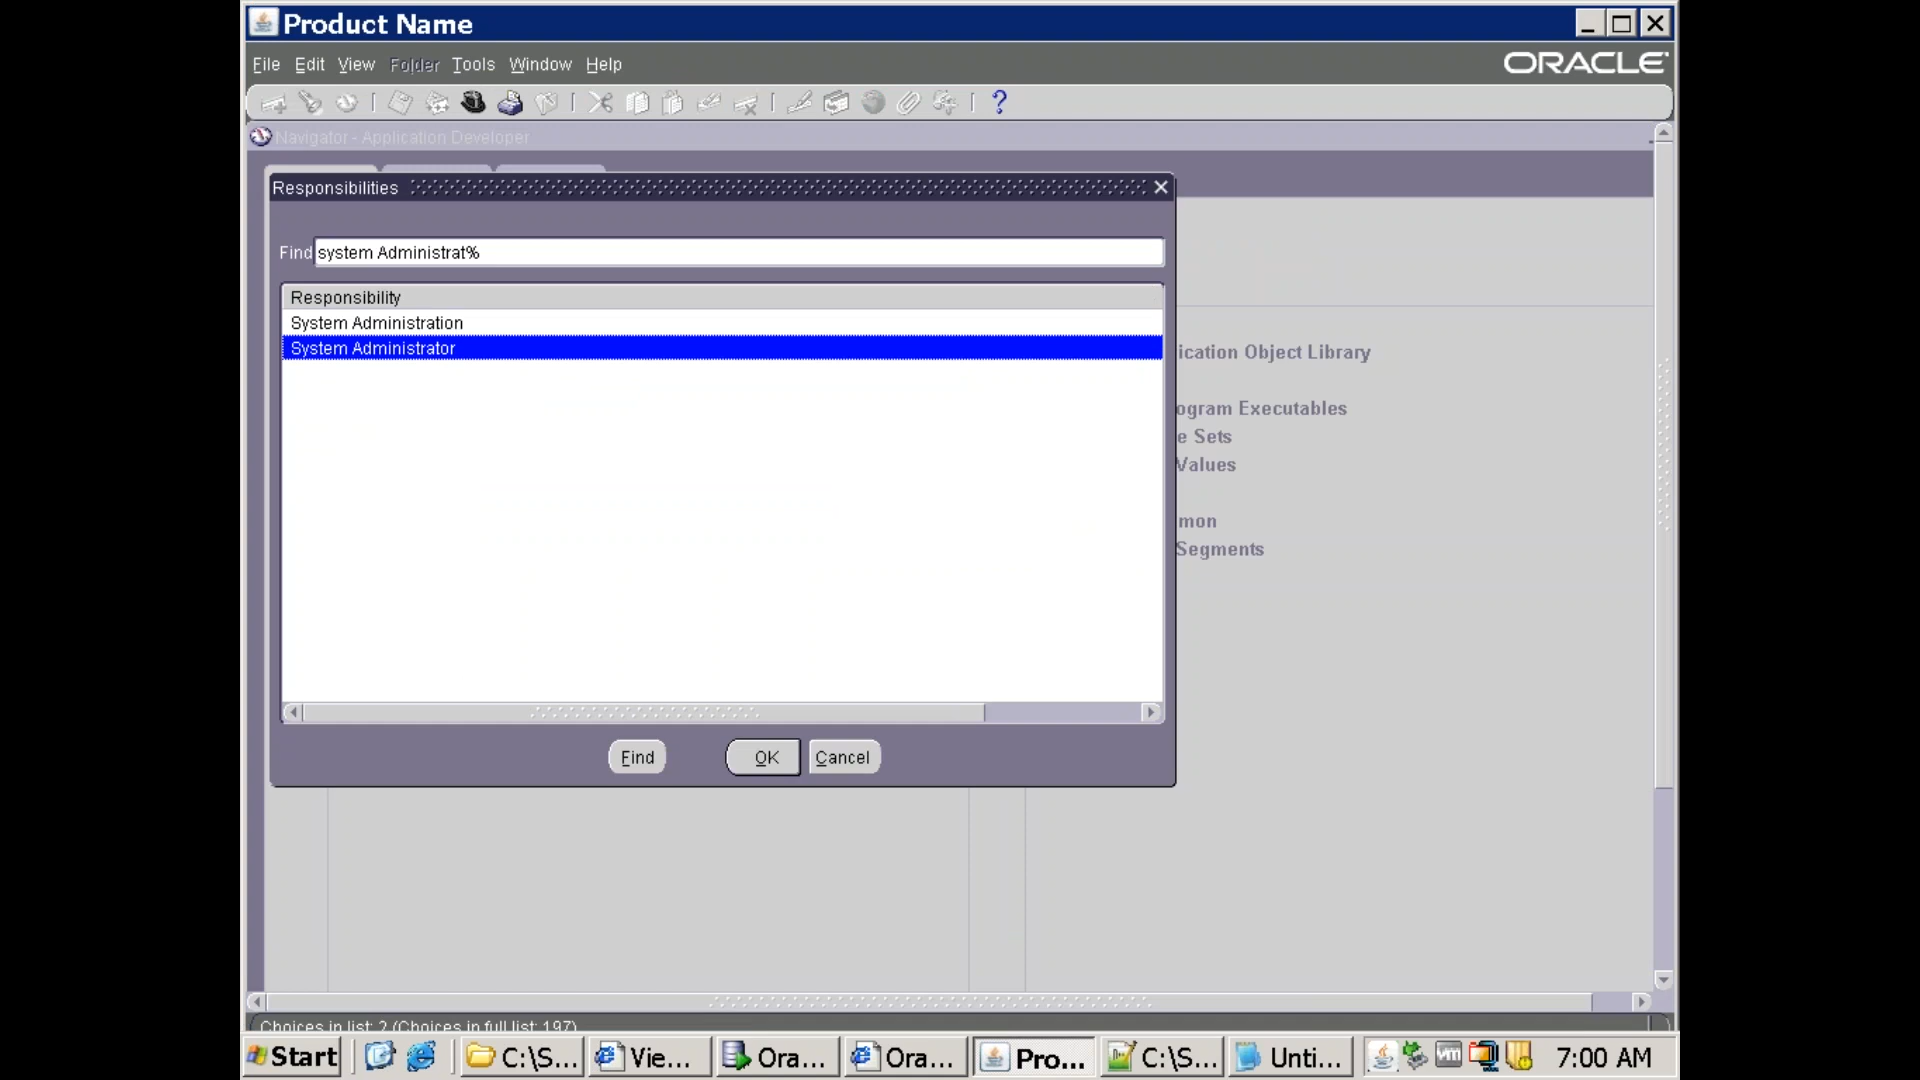 Product Name
File Edit View Folder Tools Window Help
ORACLE
Navigator - Application Developer
Responsibilities
Find system Administrat%
Responsibility
System Administration
System Administrator
ication Object Library
ogram Executables
e Sets
Values
mon
Segments
Find OK Cancel
Choices in list: 2 (Choices in full list: 197)
Start C:\S... Vie... Ora... Ora... Pro... C:\S... Unti... 7:00 AM